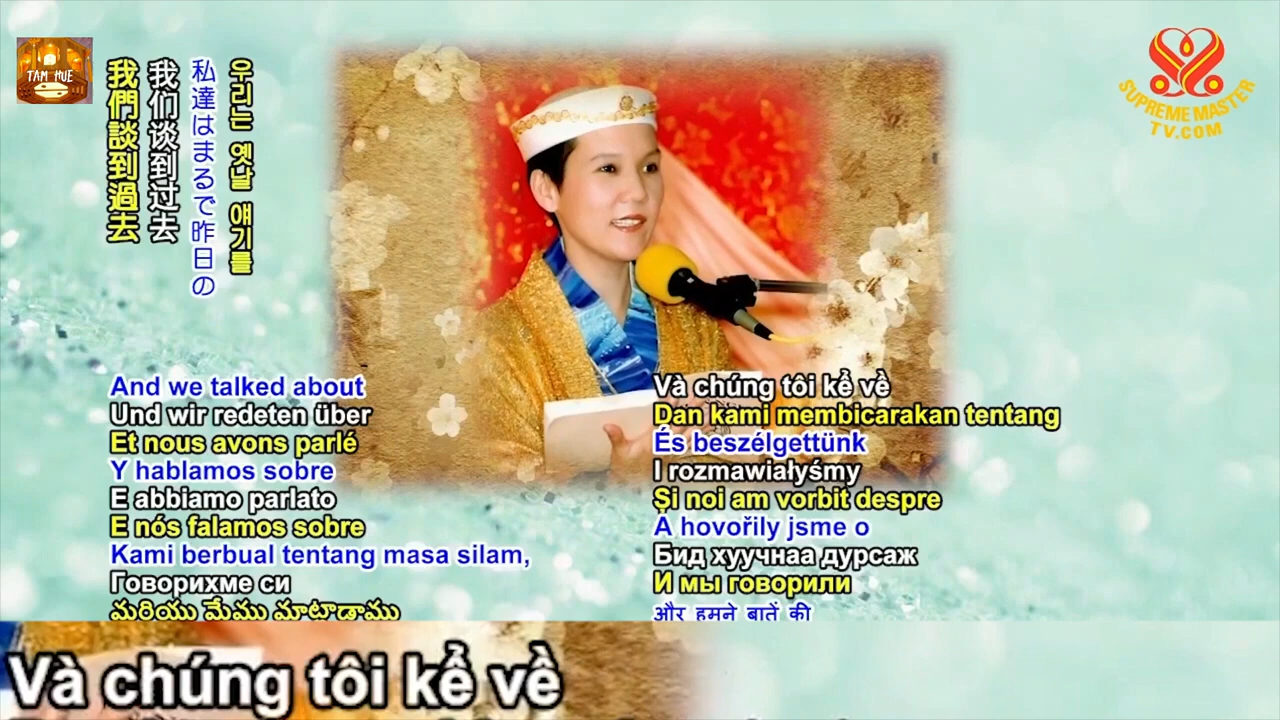 TAM HUE
我們談到過去
我们谈到过去
私達はまるで昨日の
우리는 옛날 얘기를
SUPREME MASTER
TV.COM
And we talked about
Und wir redeten über
Et nous avons parlé
Y hablamos sobre
E abbiamo parlato
E nós falamos sobre
Kami berbual tentang masa silam,
Говорихме си
మరియు మేము మాట్లాడాము
Và chúng tôi kể về
Dan kami membicarakan tentang
És beszélgettünk
I rozmawiałyśmy
Și noi am vorbit despre
A hovořily jsme o
Бид хуучнаа дурсаж
И мы говорили
और हमने बातें की
Và chúng tôi kể về